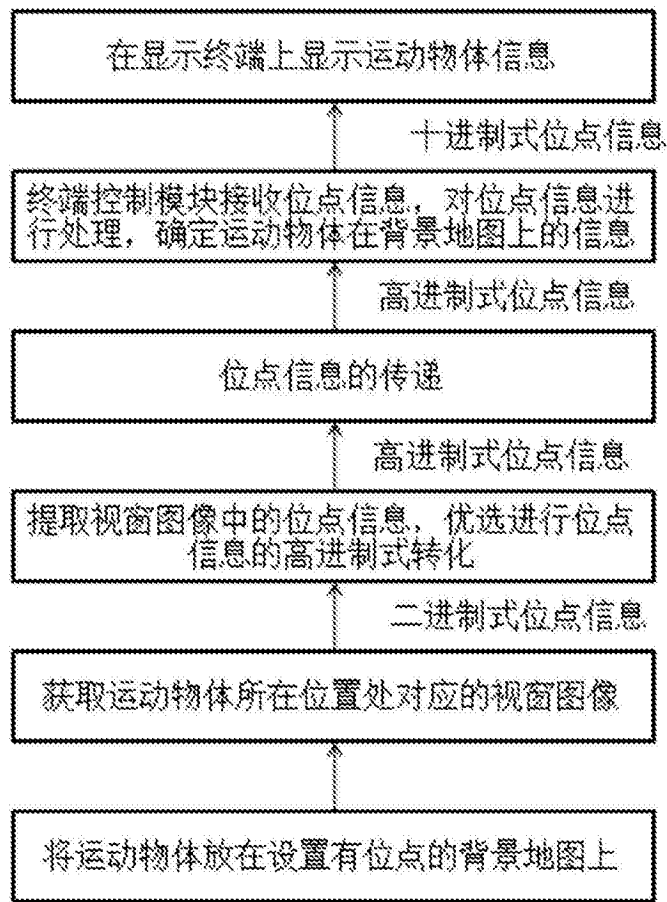 在显示终端上显示运动物体信息
十进制式位点信息
终端控制模块接收位点信息，对位点信息进
行处理，确定运动物体在背景地图上的信息
高进制式位点信息
位点信息的传递
高进制式位点信息
提取视窗图像中的位点信息，优选进行位点
信息的高进制式转化
二进制式位点信息
获取运动物体所在位置处对应的视窗图像
将运动物体放在设置有位点的背景地图上